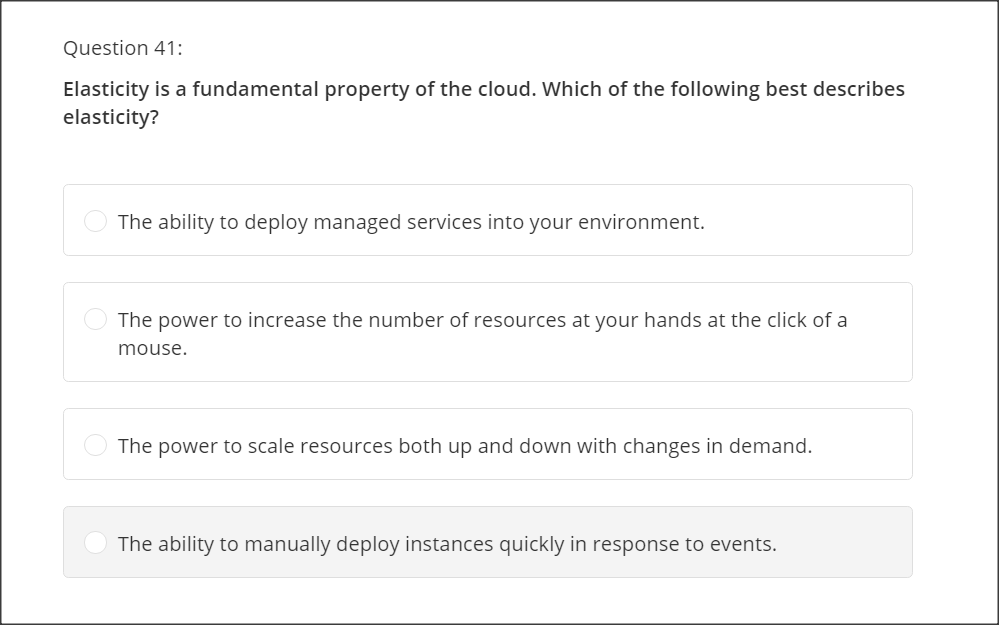 Question 41:
Elasticity is a fundamental property of the cloud. Which of the following best describes
elasticity?
The ability to deploy managed services into your environment.
The power to increase the number of resources at your hands at the click of a
mouse.
The power to scale resources both up and down with changes in demand.
The ability to manually deploy instances quickly in response to events.